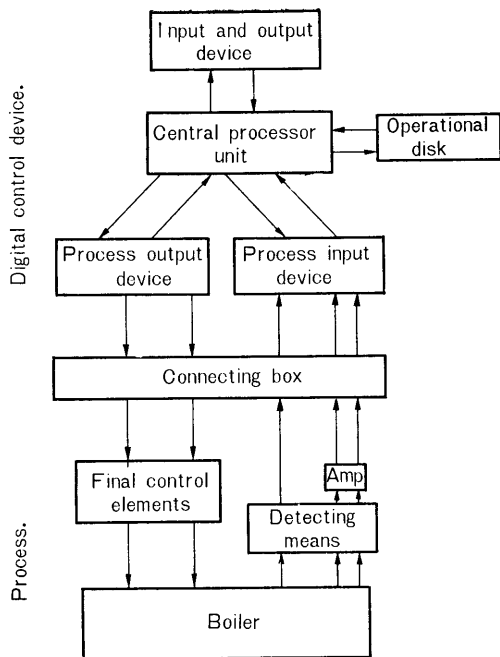 Input and output
device
Digital control device.
Central processor
unit
Operational
disk
Process output
device
Process input
device
Connecting box
Final control
elements
Amp
Detecting
means
Process.
Boiler